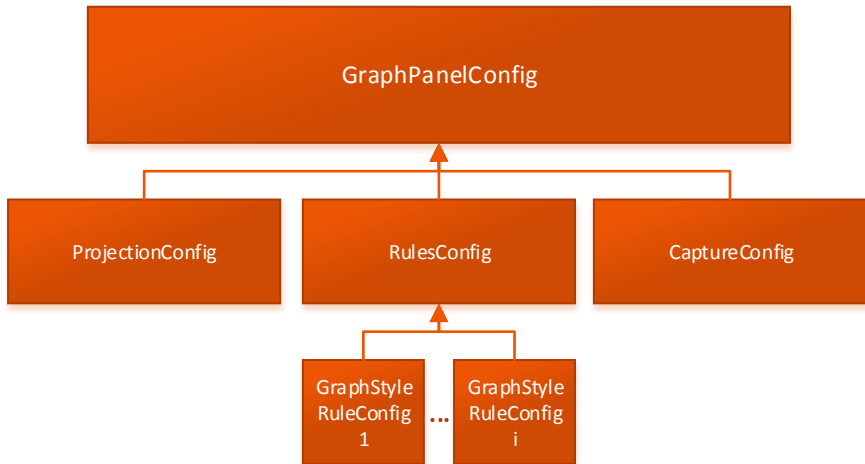 GraphPanelConfig
ProjectionConfig
RulesConfig
CaptureConfig
GraphStyle
RuleConfig
1
...
GraphStyle
RuleConfig
i